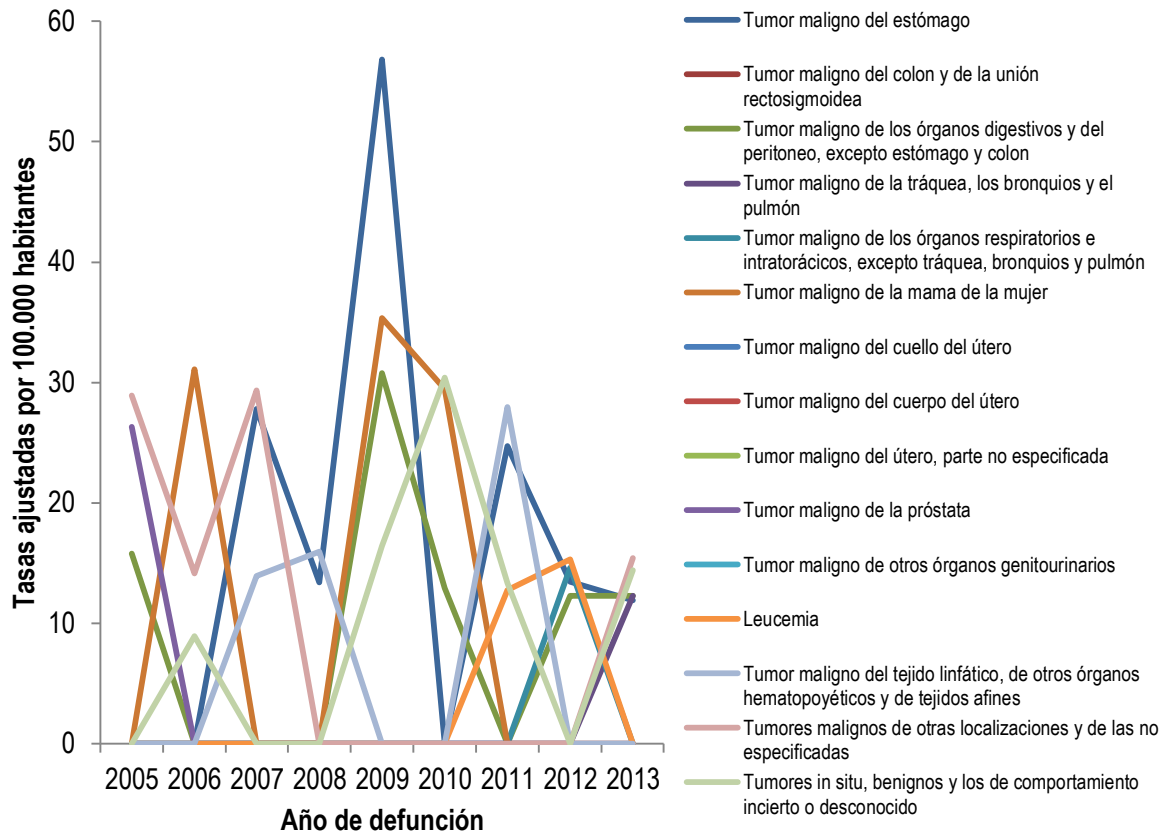 Tasas ajustadas por 100.000 habitantes
60
50
40
30
20
10
0
2005 2006 2007 2008 2009 2010 2011 2012 2013
Año de defunción
Tumor maligno del estómago
Tumor maligno del colon y de la unión
rectosigmoidea
Tumor maligno de los órganos digestivos y del
peritoneo, excepto estómago y colon
Tumor maligno de la tráquea, los bronquios y el
pulmón
Tumor maligno de los órganos respiratorios e
intratorácicos, excepto tráquea, bronquios y pulmón
Tumor maligno de la mama de la mujer
Tumor maligno del cuello del útero
Tumor maligno del cuerpo del útero
Tumor maligno del útero, parte no especificada
Tumor maligno de la próstata
Tumor maligno de otros órganos genitourinarios
Leucemia
Tumor maligno del tejido linfático, de otros órganos
hematopoyéticos y de tejidos afines
Tumores malignos de otras localizaciones y de las no
especificadas
Tumores in situ, benignos y los de comportamiento
incierto o desconocido